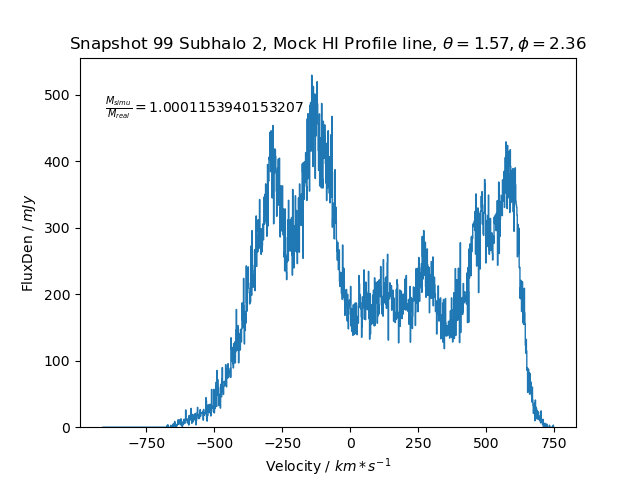 Snapshot 99 Subhalo 2, Mock HI Profile line, θ = 1.57, ϕ = 2.36
M_simu/M_real = 1.0001153940153207
FluxDen / mJy
500
400
300
200
100
0
−750 −500 −250 0 250 500 750
Velocity / km * s⁻¹